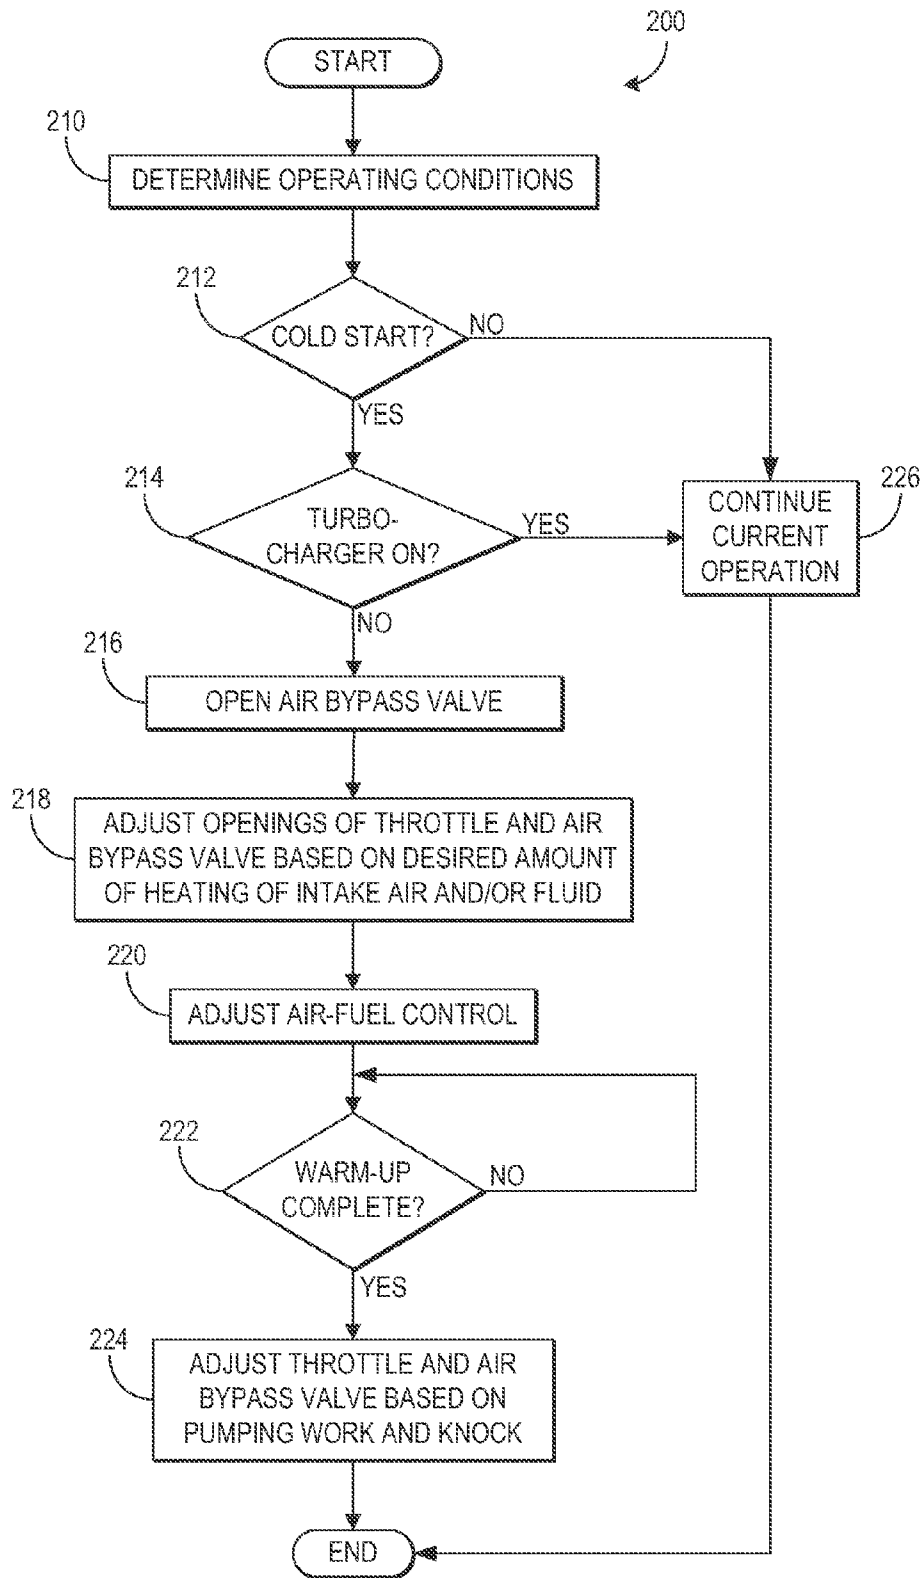 200
START
210
DETERMINE OPERATING CONDITIONS
212
COLD START?
NO
YES
214
TURBO-
CHARGER ON?
YES
NO
226
CONTINUE
CURRENT
OPERATION
216
OPEN AIR BYPASS VALVE
218
ADJUST OPENINGS OF THROTTLE AND AIR
BYPASS VALVE BASED ON DESIRED AMOUNT
OF HEATING OF INTAKE AIR AND/OR FLUID
220
ADJUST AIR-FUEL CONTROL
222
WARM-UP
COMPLETE?
NO
YES
224
ADJUST THROTTLE AND AIR
BYPASS VALVE BASED ON
PUMPING WORK AND KNOCK
END